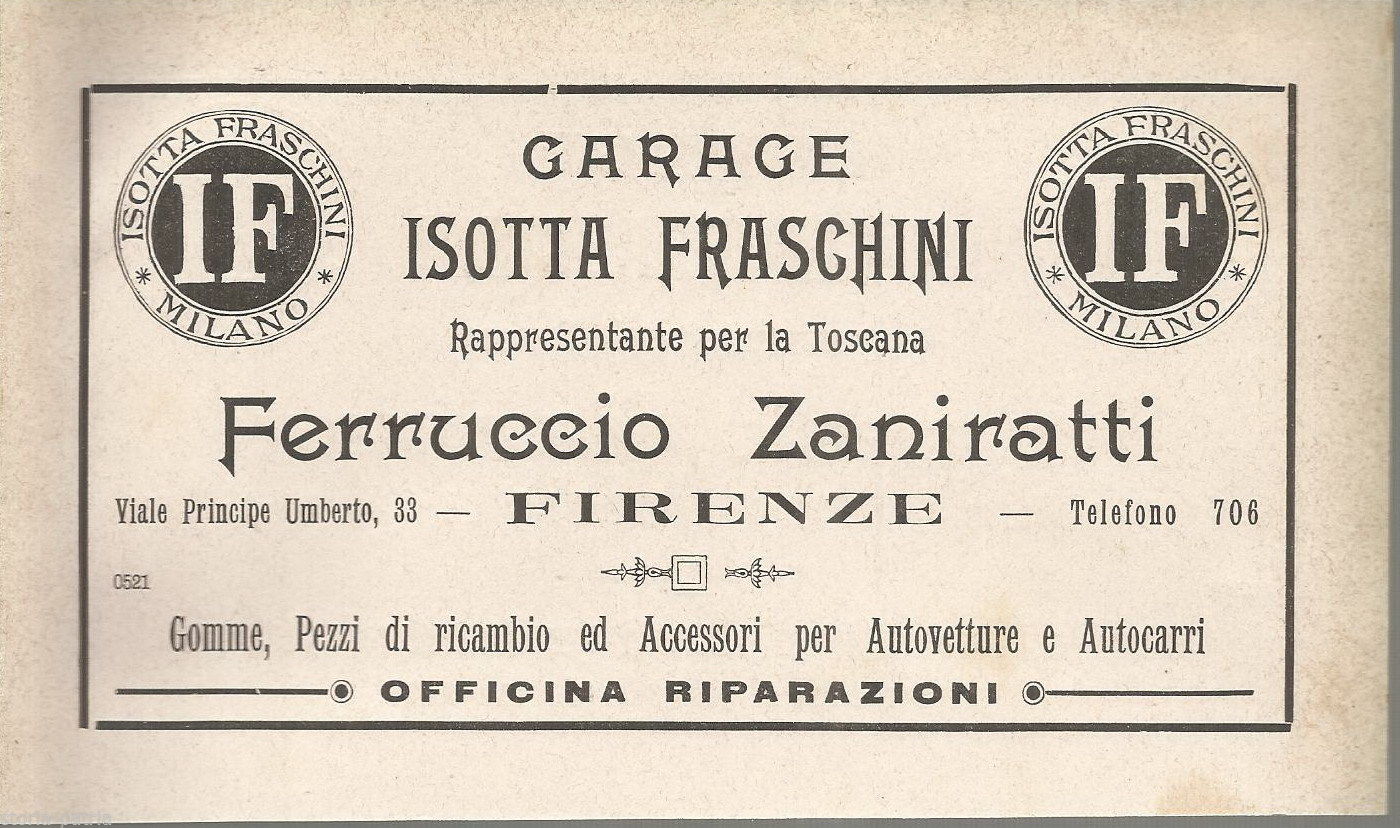 ISOTTA FRASCHINI
IF
* MILANO *
GARAGE
ISOTTA FRASCHINI
Rappresentante per la Toscana
ISOTTA FRASCHINI
IF
* MILANO *
Ferruccio Zaniratti
Viale Principe Umberto, 33 — FIRENZE — Telefono 706
0521
Gomme, Pezzi di ricambio ed Accessori per Autovetture e Autocarri
OFFICINA RIPARAZIONI